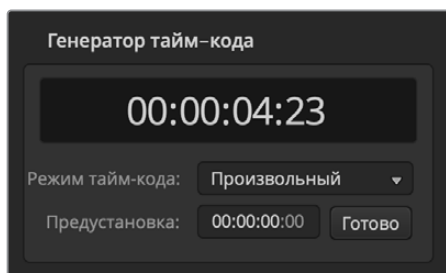 Генератор тайм-кода
00:00:04:23
Режим тайм-кода: Произвольный
Предустановка: 00:00:00:00 Готово